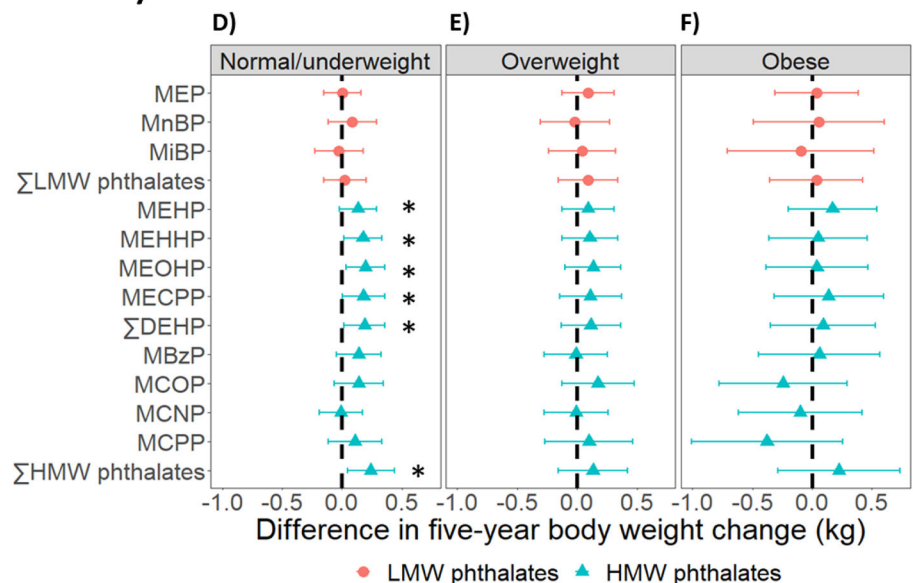 D) E) F)
Normal/underweight Overweight Obese
MEP
MnBP
MiBP
∑LMW phthalates
MEHP *
MEHHP *
MEOHP *
MECPP *
∑DEHP *
MBzP
MCOP
MCNP
MCPP
∑HMW phthalates *
-1.0 -0.5 0.0 0.5 -1.0 -0.5 0.0 0.5 -1.0 -0.5 0.0 0.5
Difference in five-year body weight change (kg)
LMW phthalates HMW phthalates